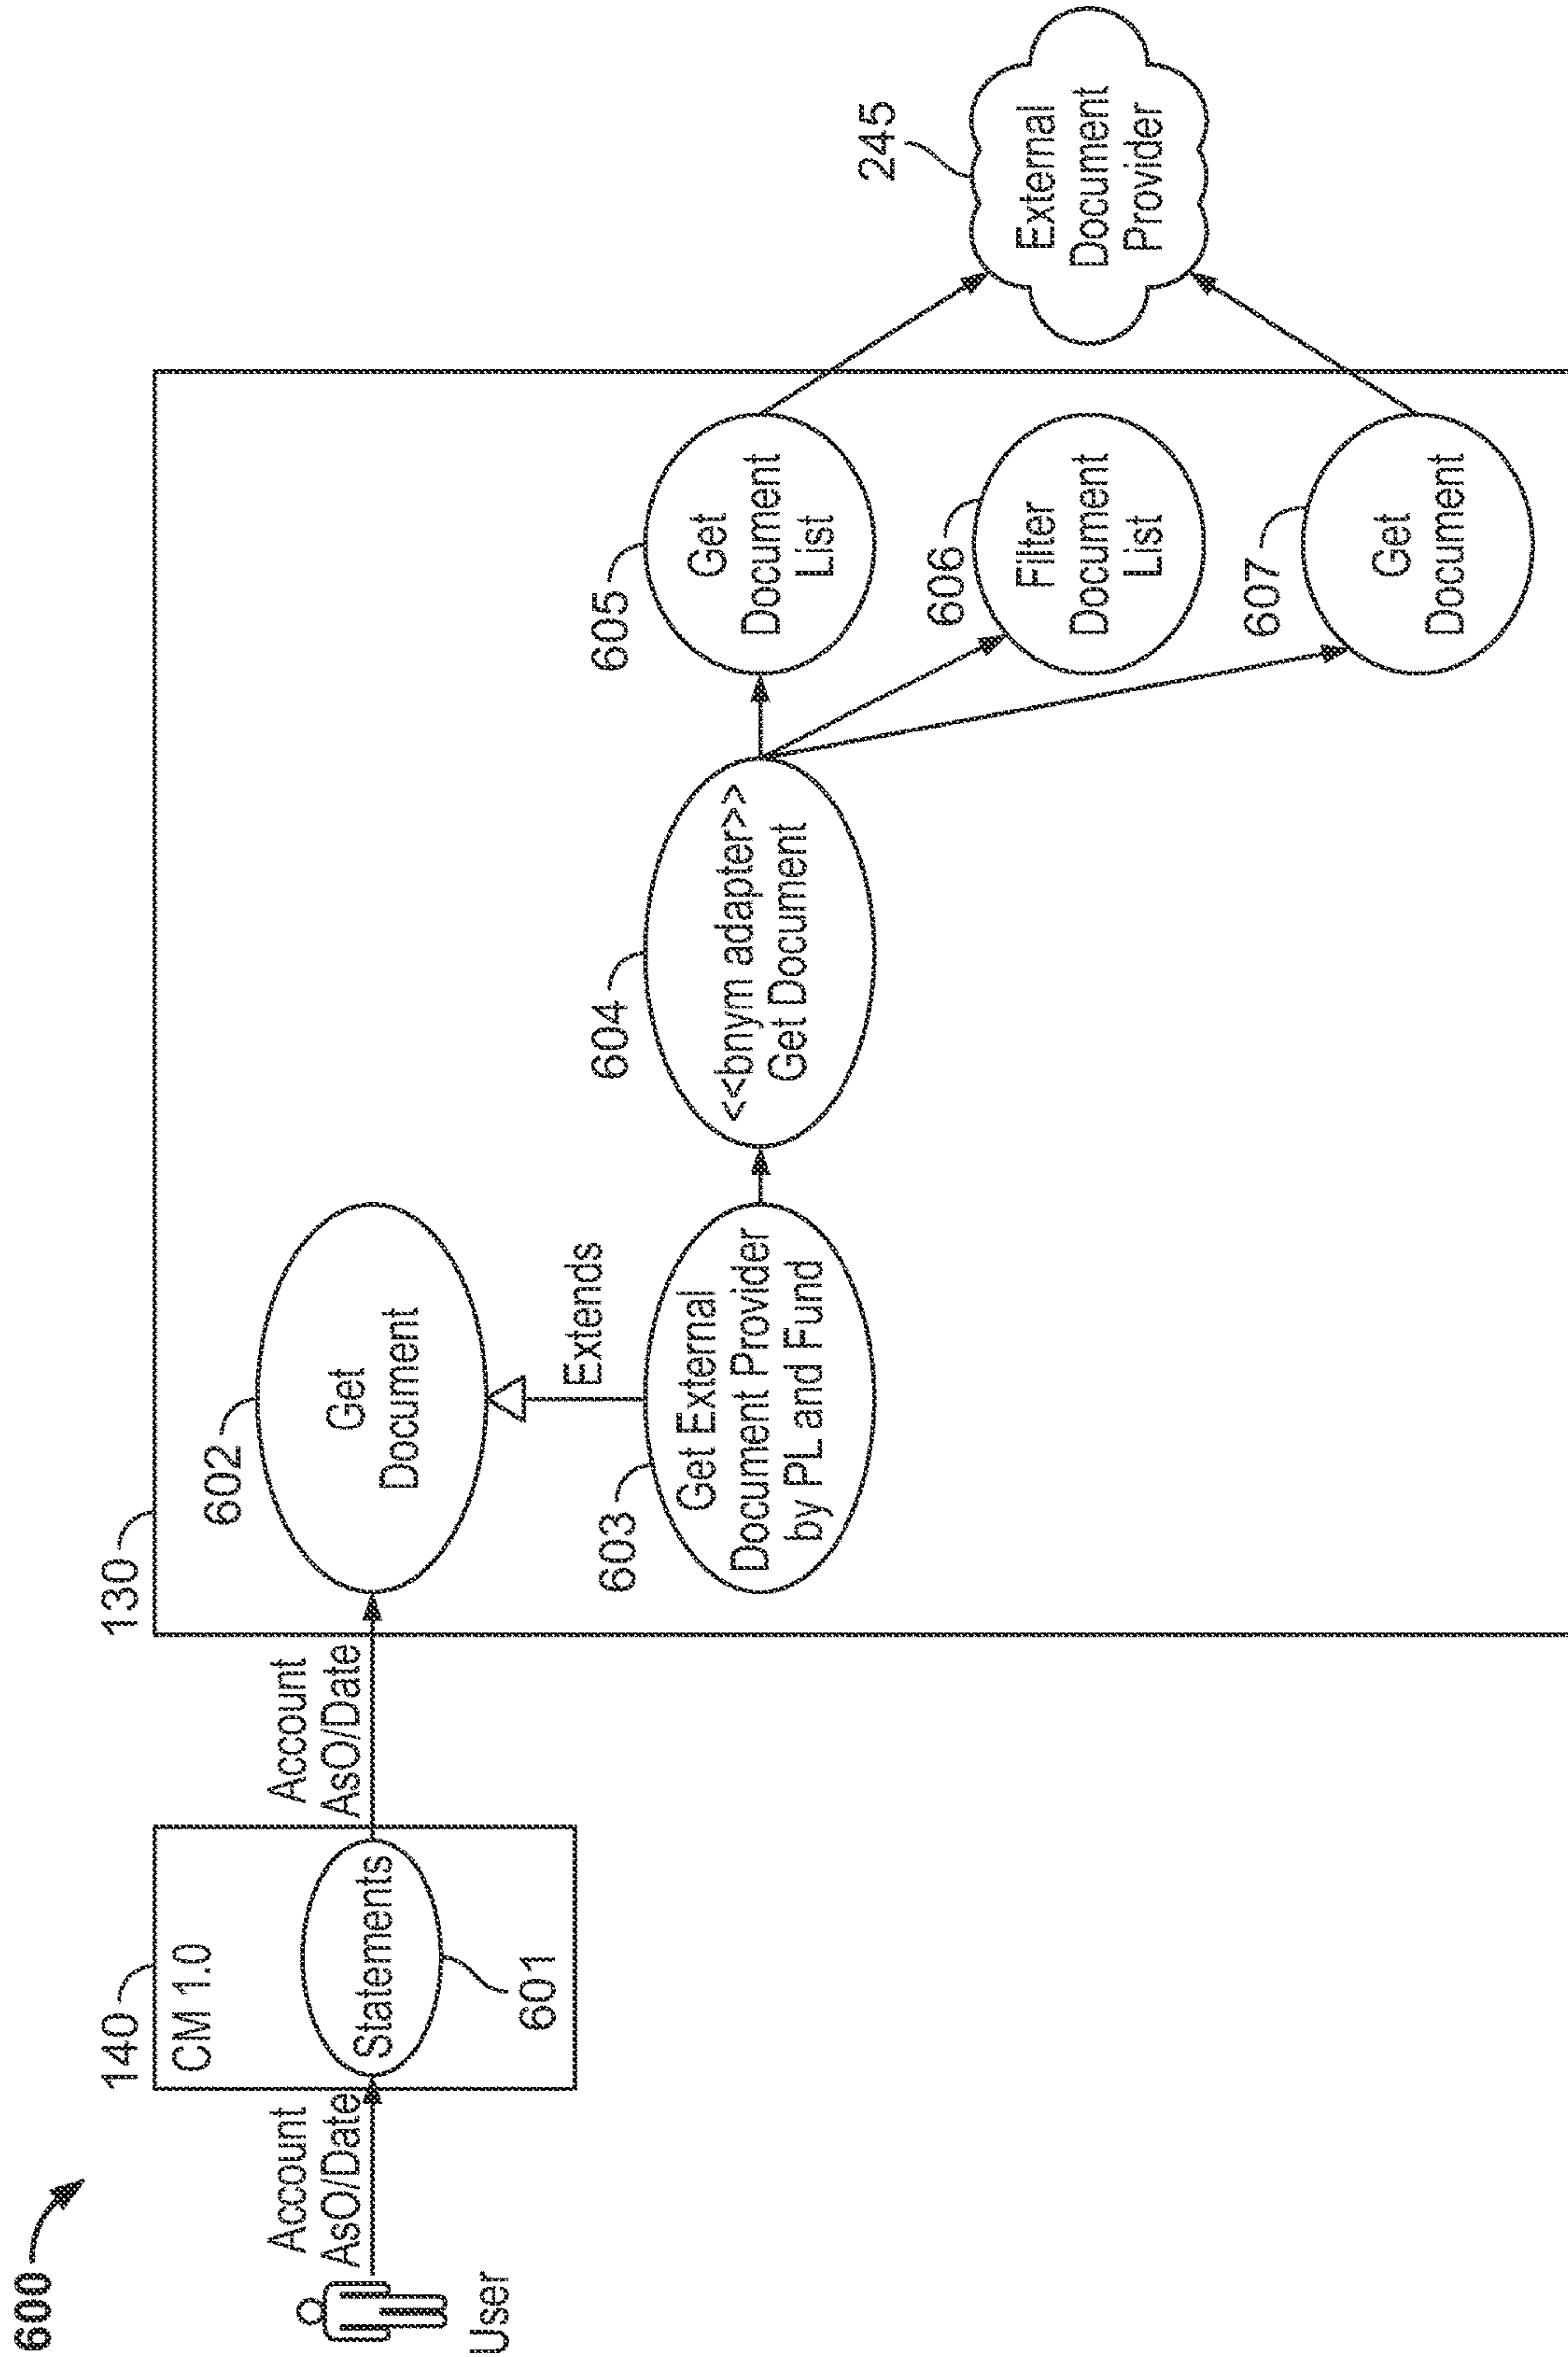 600
User
Account
AsO/Date
140
CM 1.0
Statements
601
Account
AsO/Date
130
602
Get
Document
Extends
603
Get External
Document Provider
by PL and Fund
604
<<bnym adapter>>
Get Document
605
Get
Document
List
606
Filter
Document
List
607
Get
Document
245
External
Document
Provider